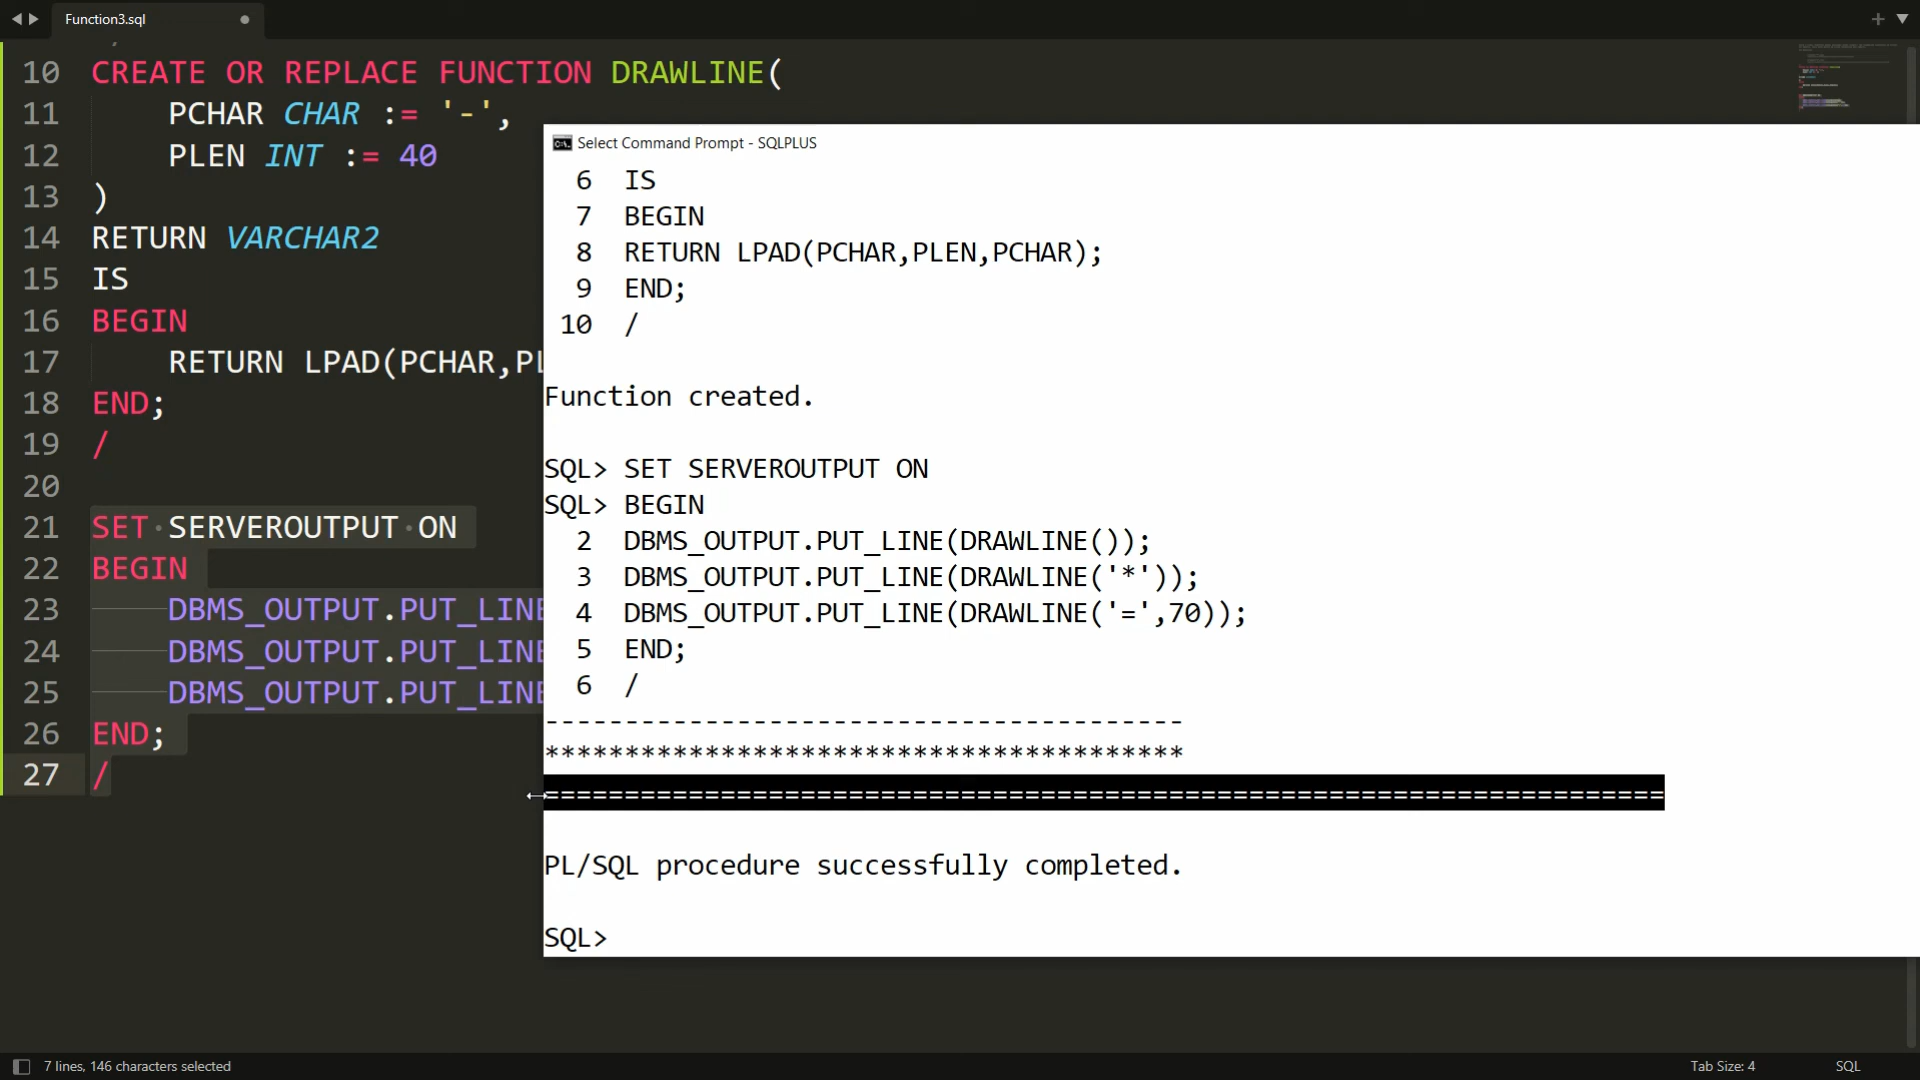 Function3.sql
10 CREATE OR REPLACE FUNCTION DRAWLINE(
11 PCHAR CHAR := '-',
12 PLEN INT := 40
13 )
14 RETURN VARCHAR2
15 IS
16 BEGIN
17 RETURN LPAD(PCHAR,PL
18 END;
19 /
20
21 SET SERVEROUTPUT ON
22 BEGIN
23 DBMS_OUTPUT.PUT_LINE
24 DBMS_OUTPUT.PUT_LINE
25 DBMS_OUTPUT.PUT_LINE
26 END;
27 /
Select Command Prompt - SQLPLUS
6 IS
7 BEGIN
8 RETURN LPAD(PCHAR,PLEN,PCHAR);
9 END;
10 /
Function created.
SQL> SET SERVEROUTPUT ON
SQL> BEGIN
2 DBMS_OUTPUT.PUT_LINE(DRAWLINE());
3 DBMS_OUTPUT.PUT_LINE(DRAWLINE('*'));
4 DBMS_OUTPUT.PUT_LINE(DRAWLINE('=',70));
5 END;
6 /
----------------------------------------
****************************************
======================================================================
PL/SQL procedure successfully completed.
SQL>
7 lines, 146 characters selected
Tab Size: 4
SQL